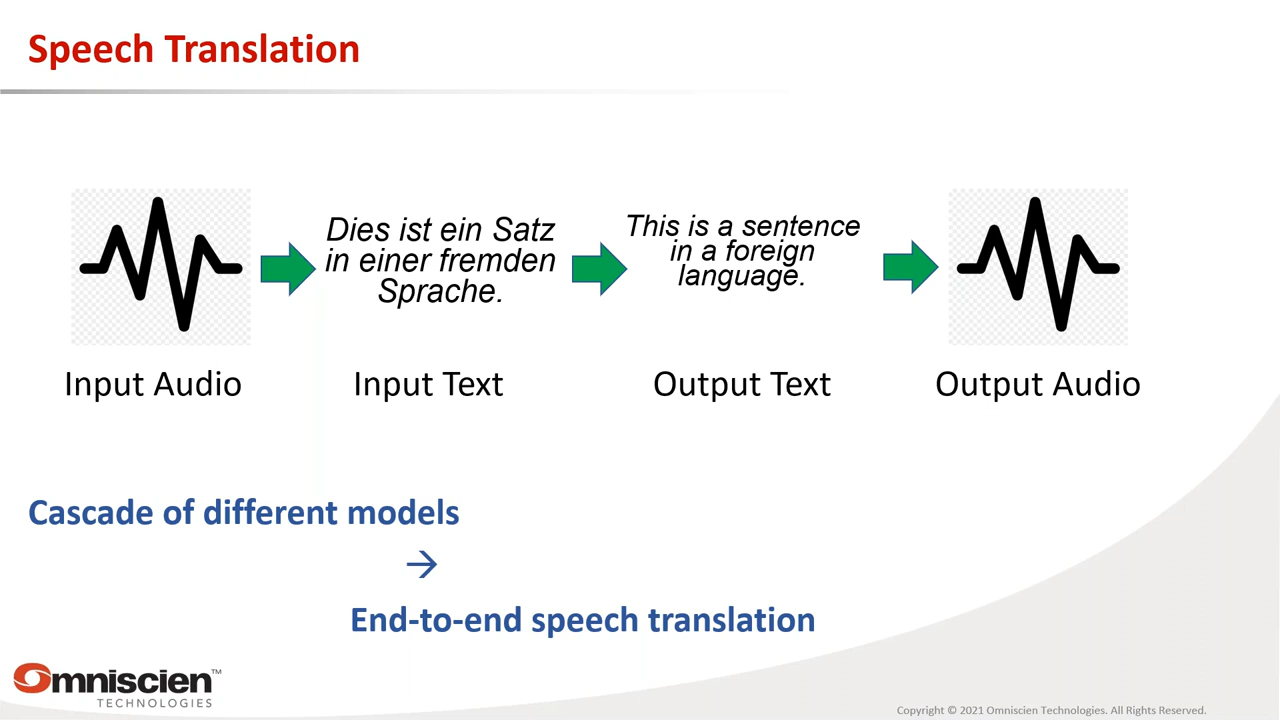 Speech Translation
Dies ist ein Satz
in einer fremden
Sprache.
This is a sentence
in a foreign
language.
Input Audio
Input Text
Output Text
Output Audio
Cascade of different models
→
End-to-end speech translation
Omniscien™
TECHNOLOGIES
Copyright © 2021 Omniscien Technologies. All Rights Reserved.